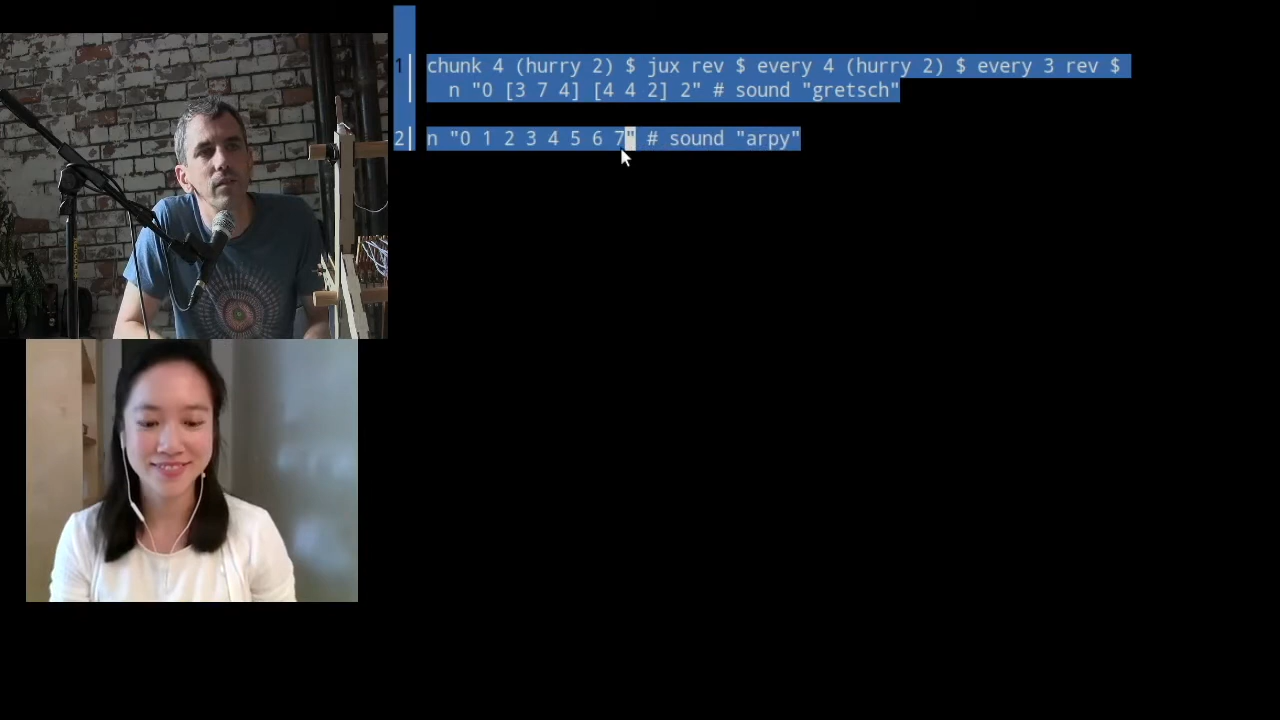 1 chunk 4 (hurry 2) $ jux rev $ every 4 (hurry 2) $ every 3 rev $
n "0 [3 7 4] [4 4 2] 2" # sound "gretsch"
2 n "0 1 2 3 4 5 6 7" # sound "arpy"